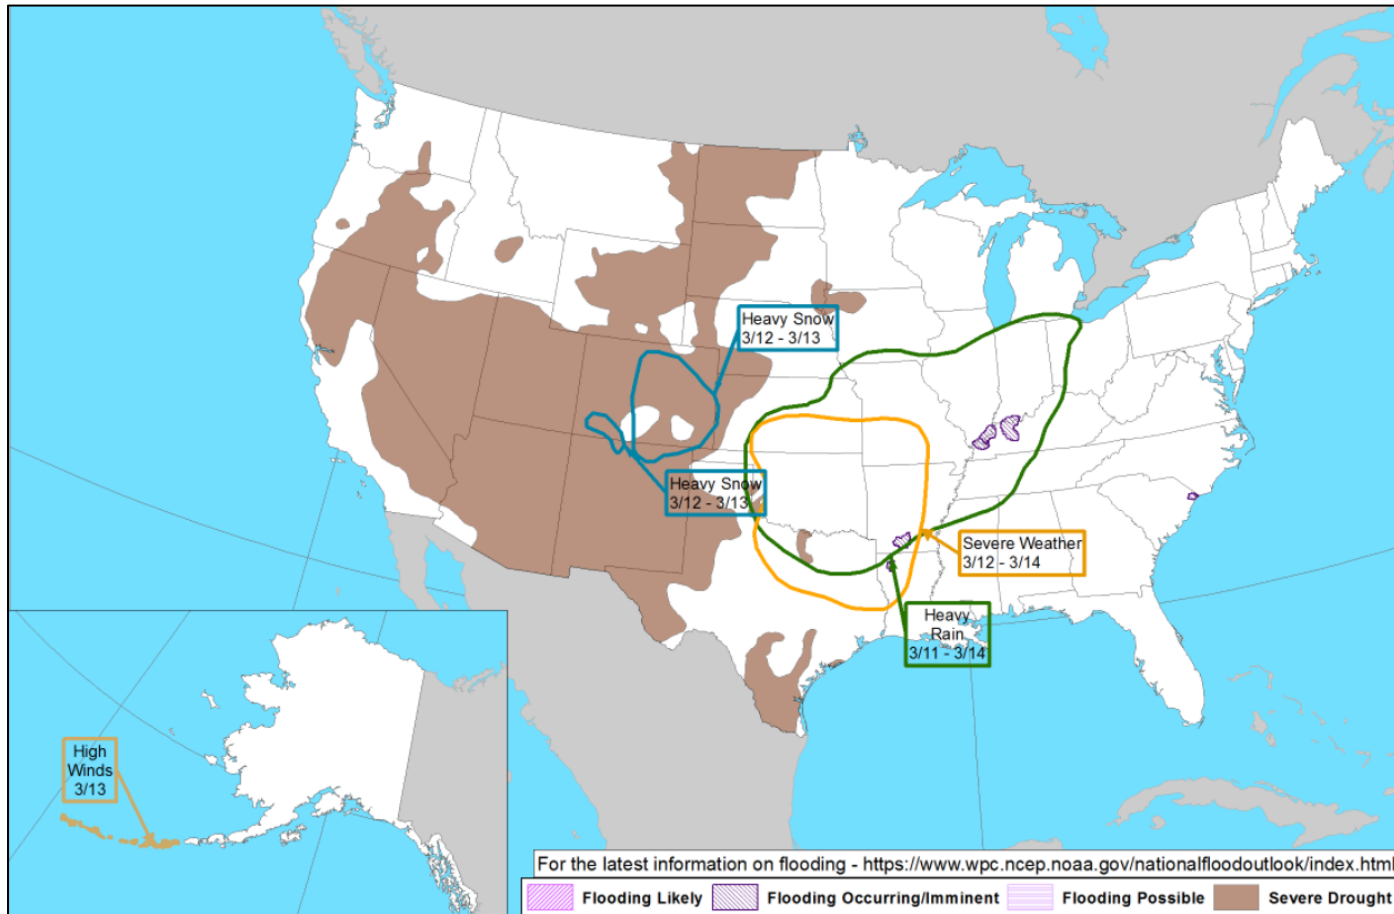 Heavy Snow
3/12 - 3/13
Heavy Snow
3/12 - 3/13
Severe Weather
3/12 - 3/14
Heavy
Rain
3/11 - 3/14
High
Winds
3/13
For the latest information on flooding - https://www.wpc.ncep.noaa.gov/nationalfloodoutlook/index.html
Flooding Likely
Flooding Occurring/Imminent
Flooding Possible
Severe Drought